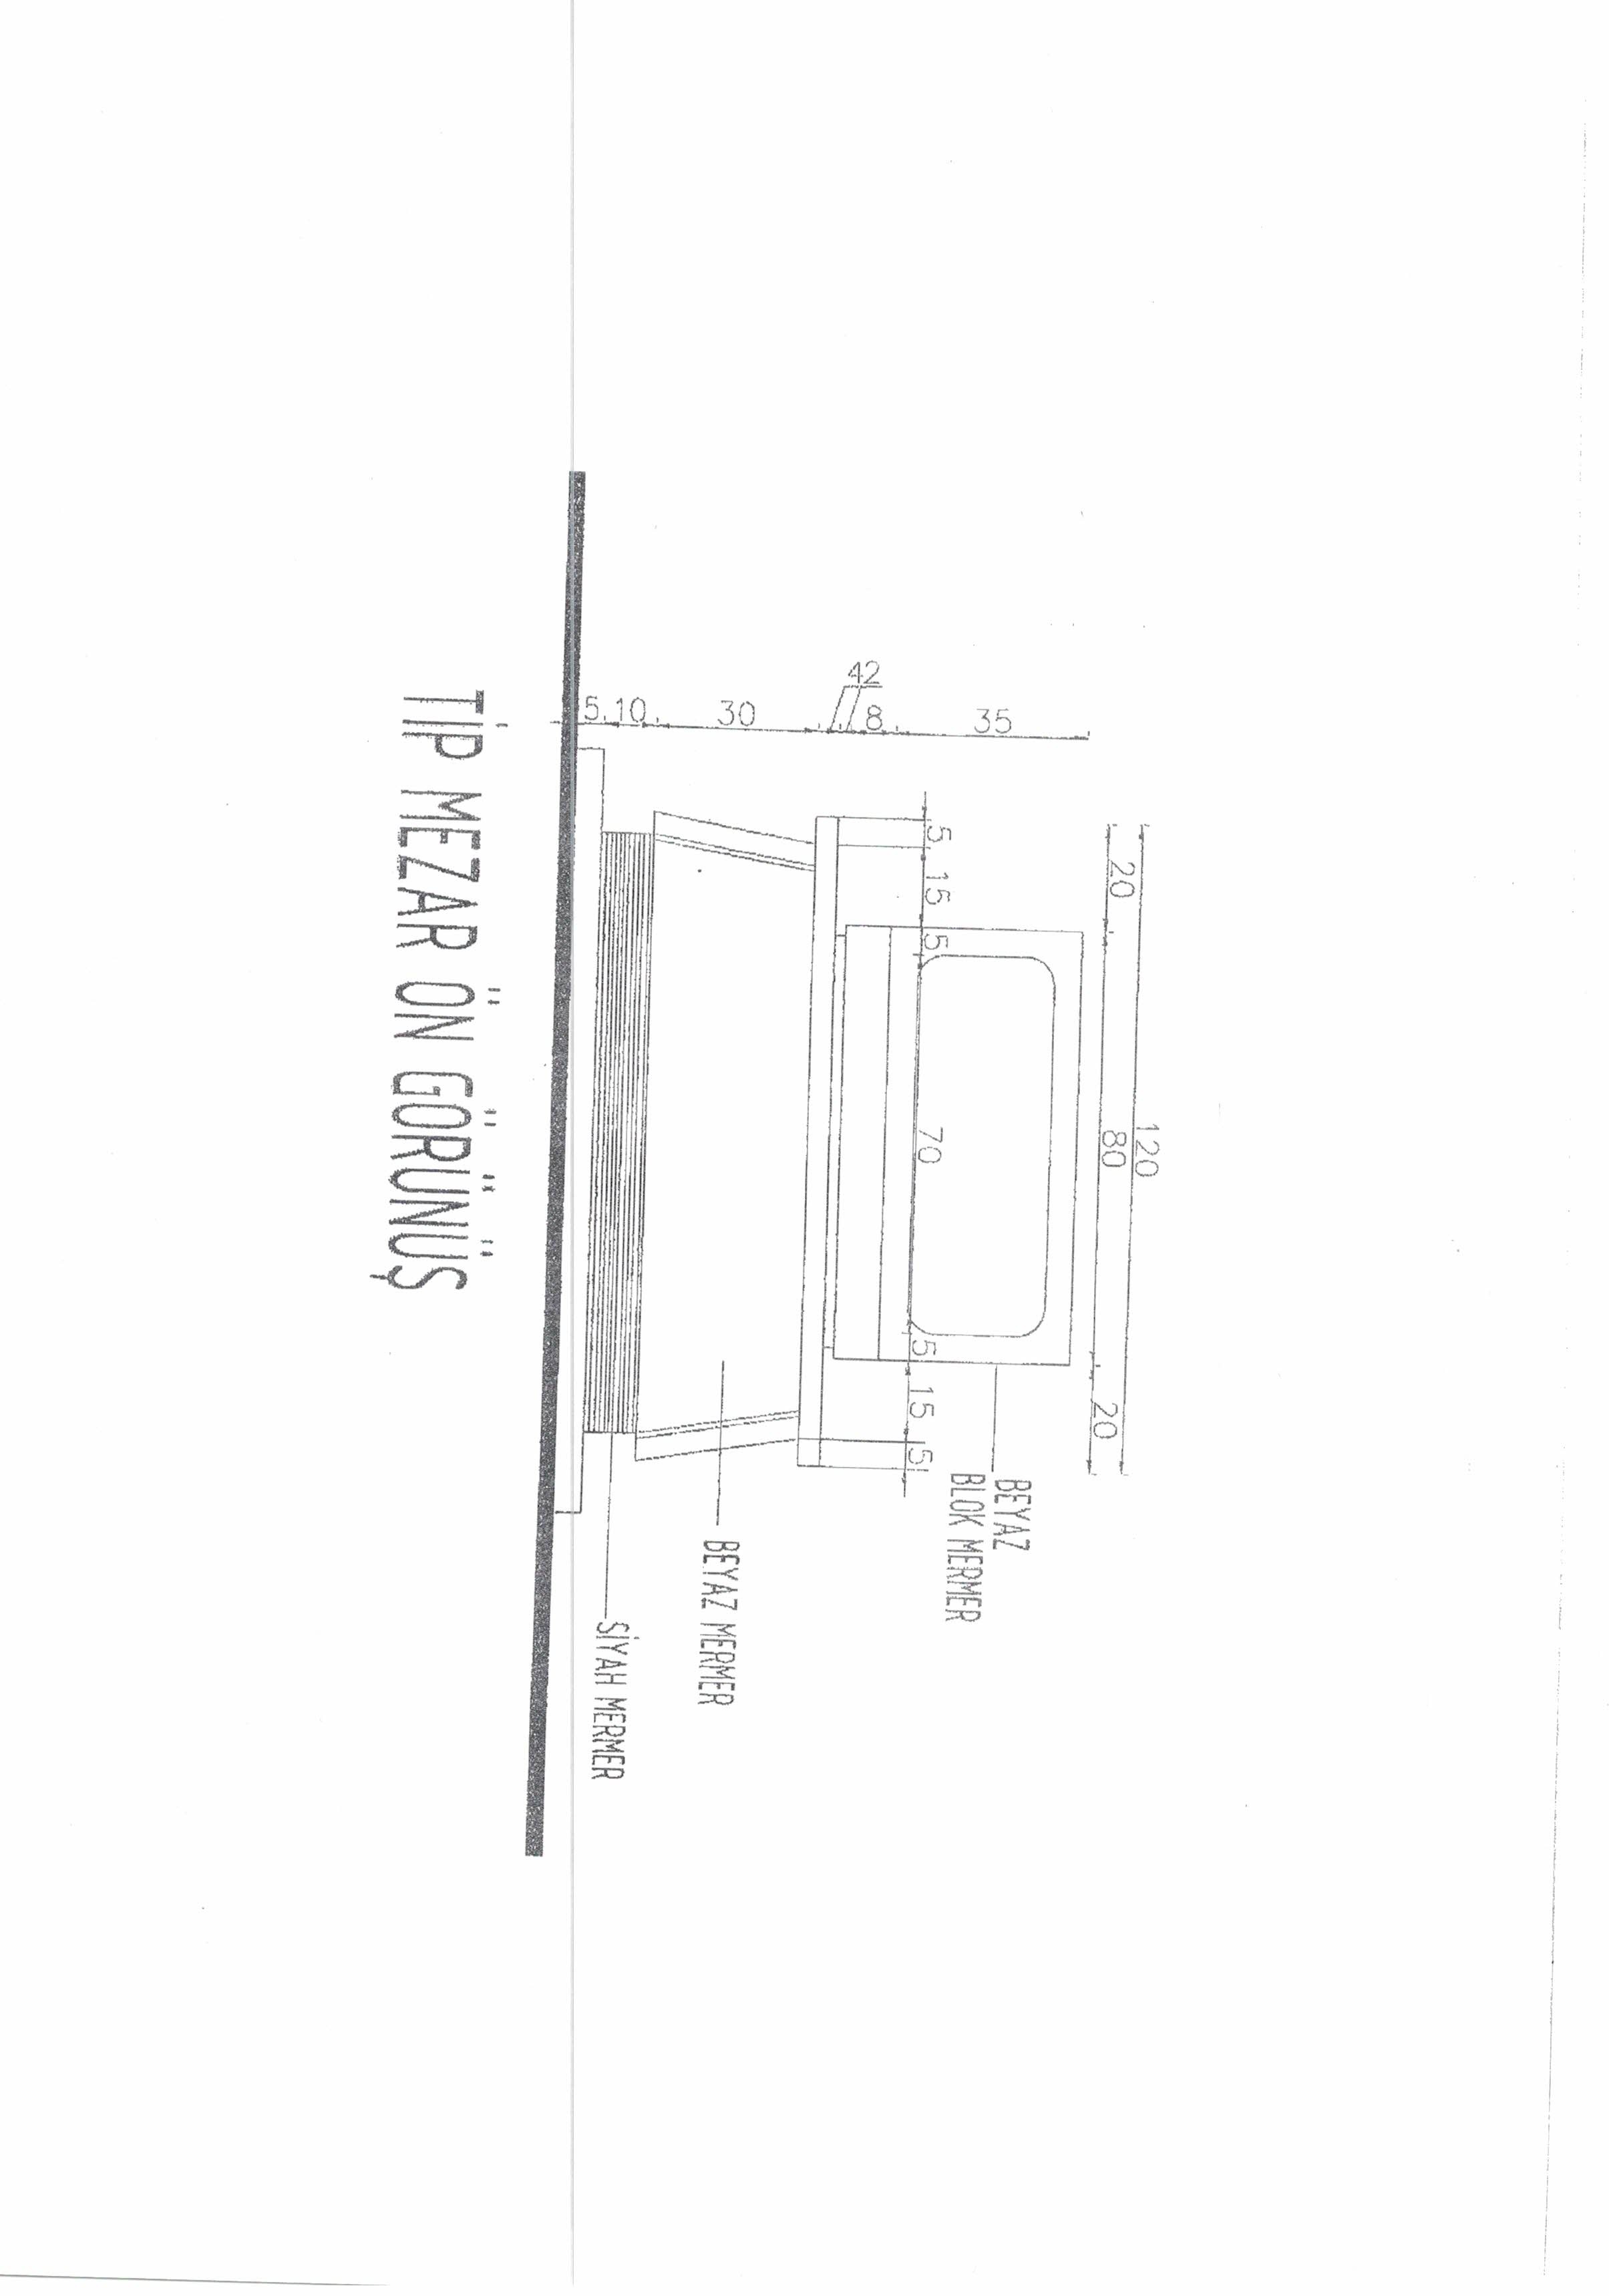 120
20 80 20
BEYAZ
BLOK MERMER
35
5 15 5 70 5 15 5
8
42
30
BEYAZ MERMER
10
5
SİYAH MERMER
TİP MEZAR ÖN GÖRÜNÜŞ